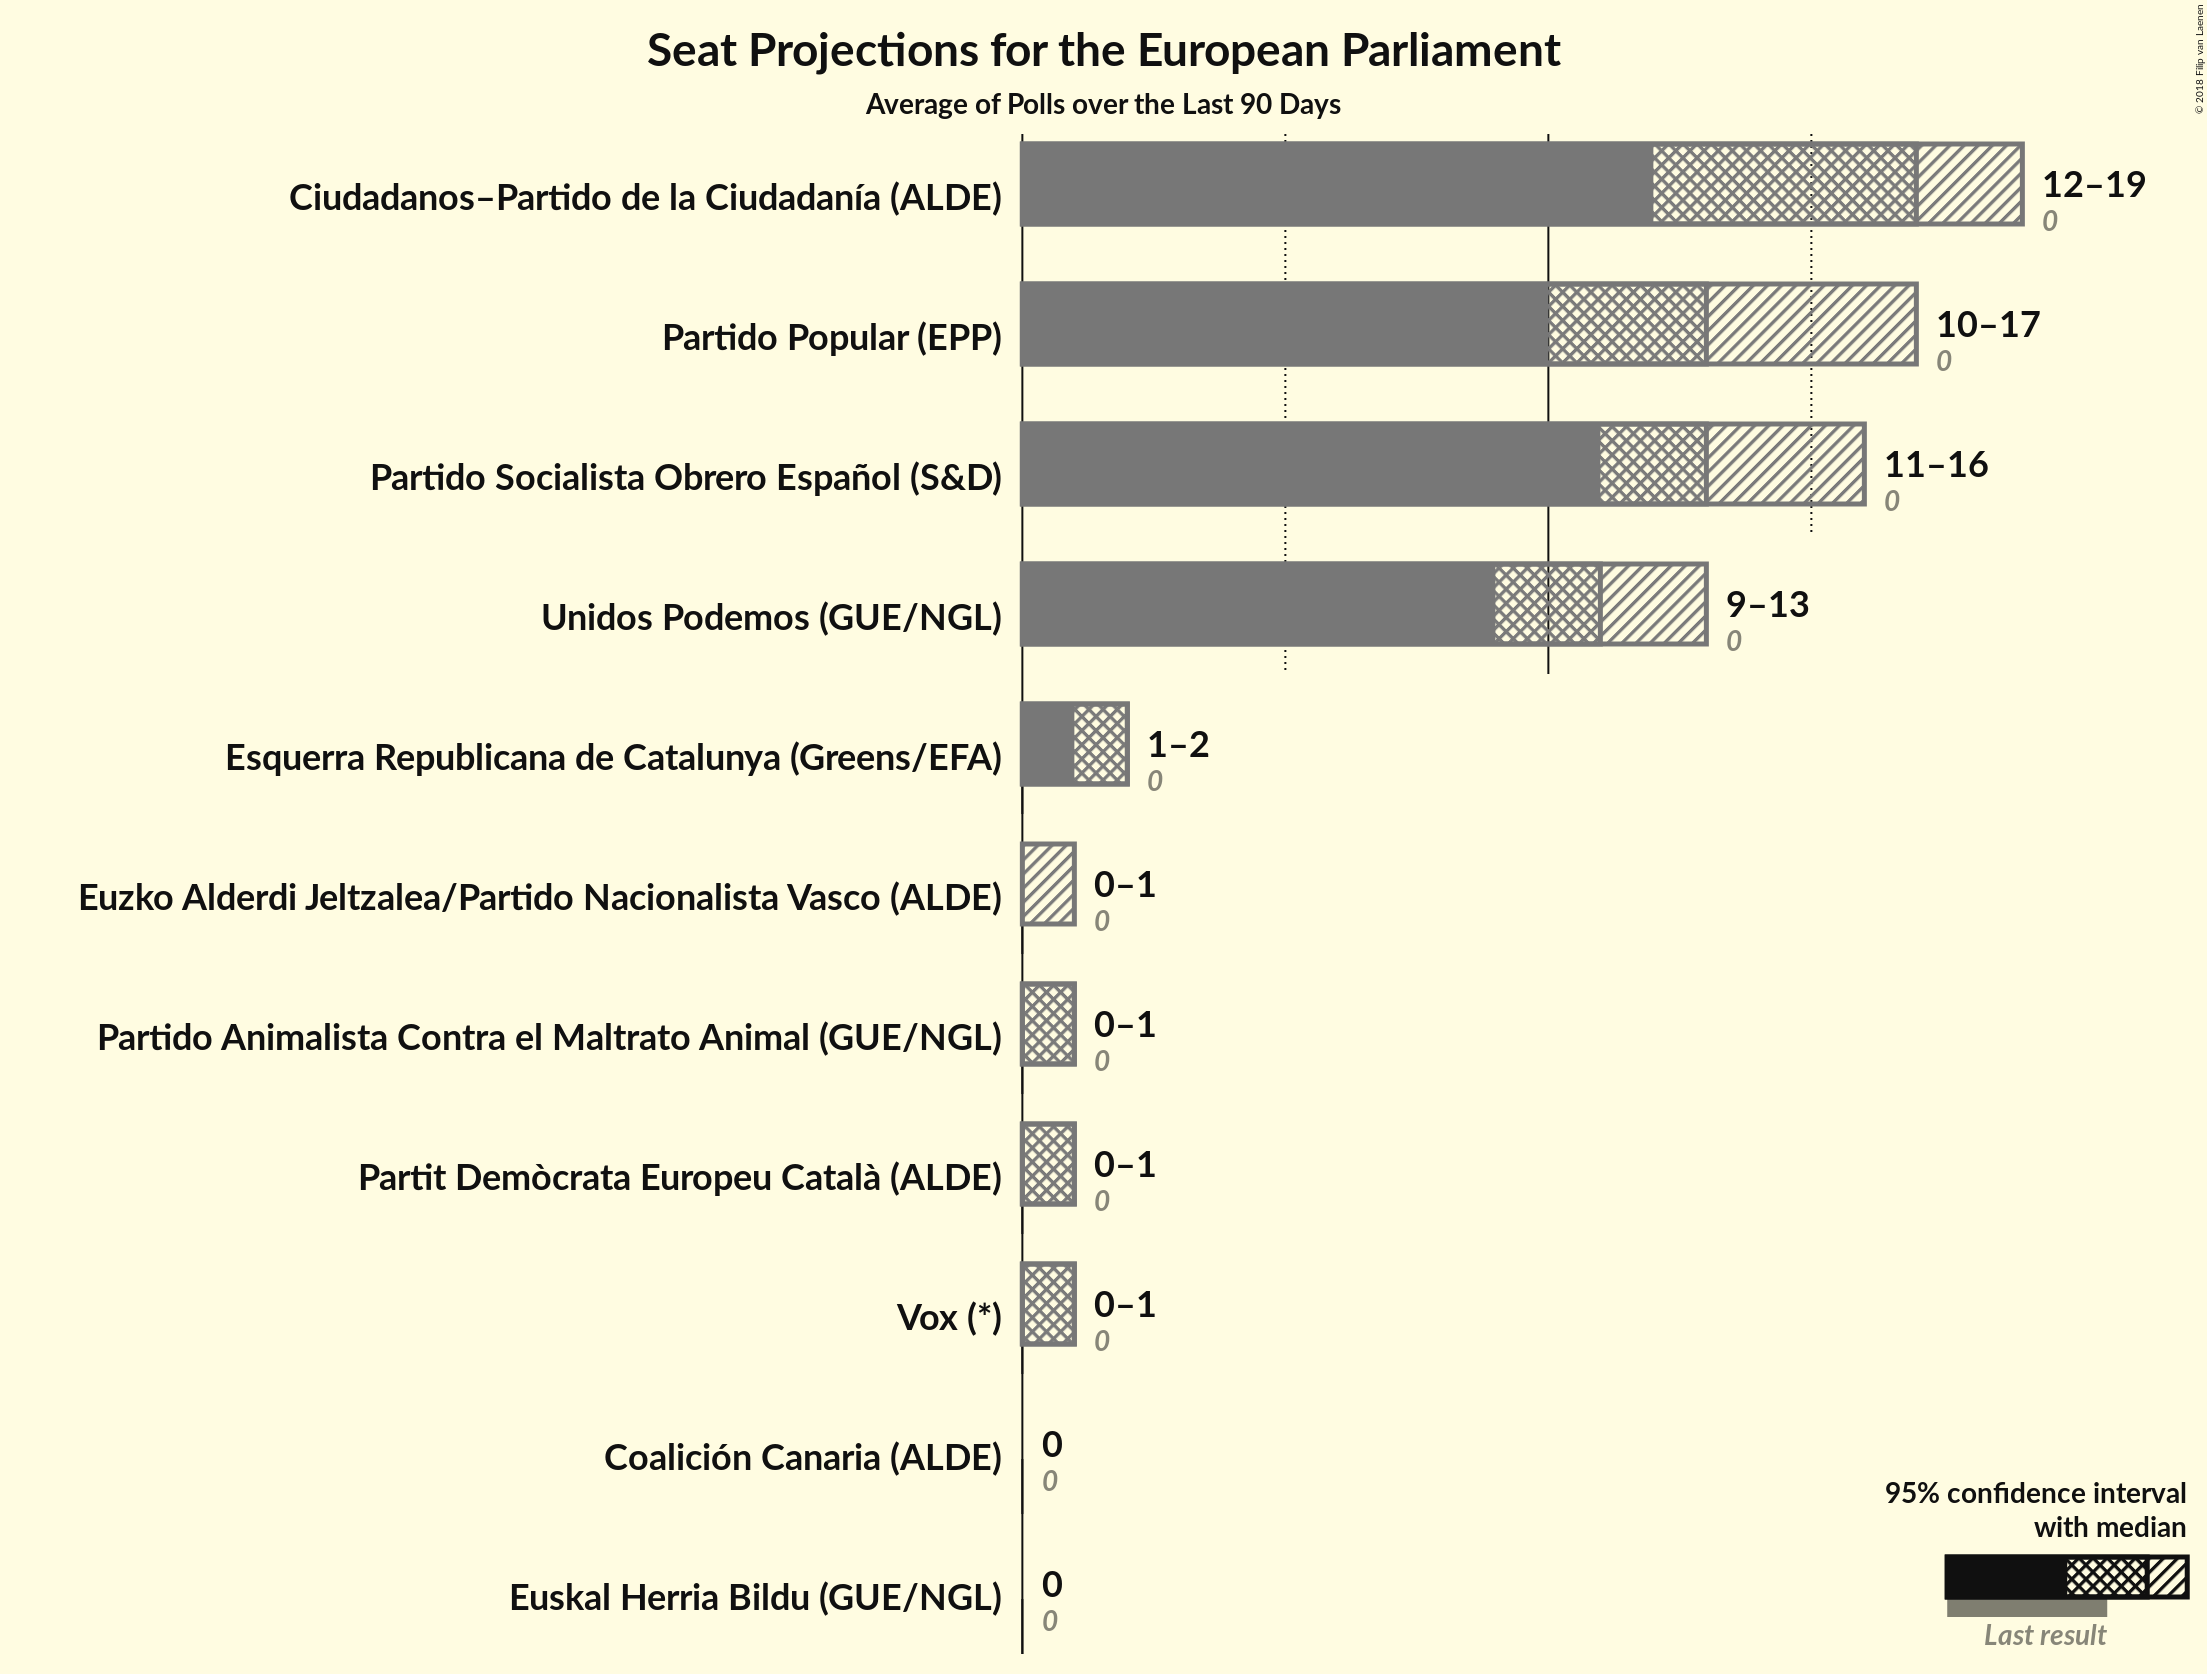 Seat Projections for the European Parliament
Average of Polls over the Last 90 Days
© 2018 Filip van Laenen
Ciudadanos–Partido de la Ciudadanía (ALDE)
12–19
0
Partido Popular (EPP)
10–17
0
Partido Socialista Obrero Español (S&D)
11–16
0
Unidos Podemos (GUE/NGL)
9–13
0
Esquerra Republicana de Catalunya (Greens/EFA)
1–2
0
Euzko Alderdi Jeltzalea/Partido Nacionalista Vasco (ALDE)
0–1
0
Partido Animalista Contra el Maltrato Animal (GUE/NGL)
0–1
0
Partit Demòcrata Europeu Català (ALDE)
0–1
0
Vox (*)
0–1
0
Coalición Canaria (ALDE)
0
0
Euskal Herria Bildu (GUE/NGL)
0
0
95% confidence interval
with median
Last result